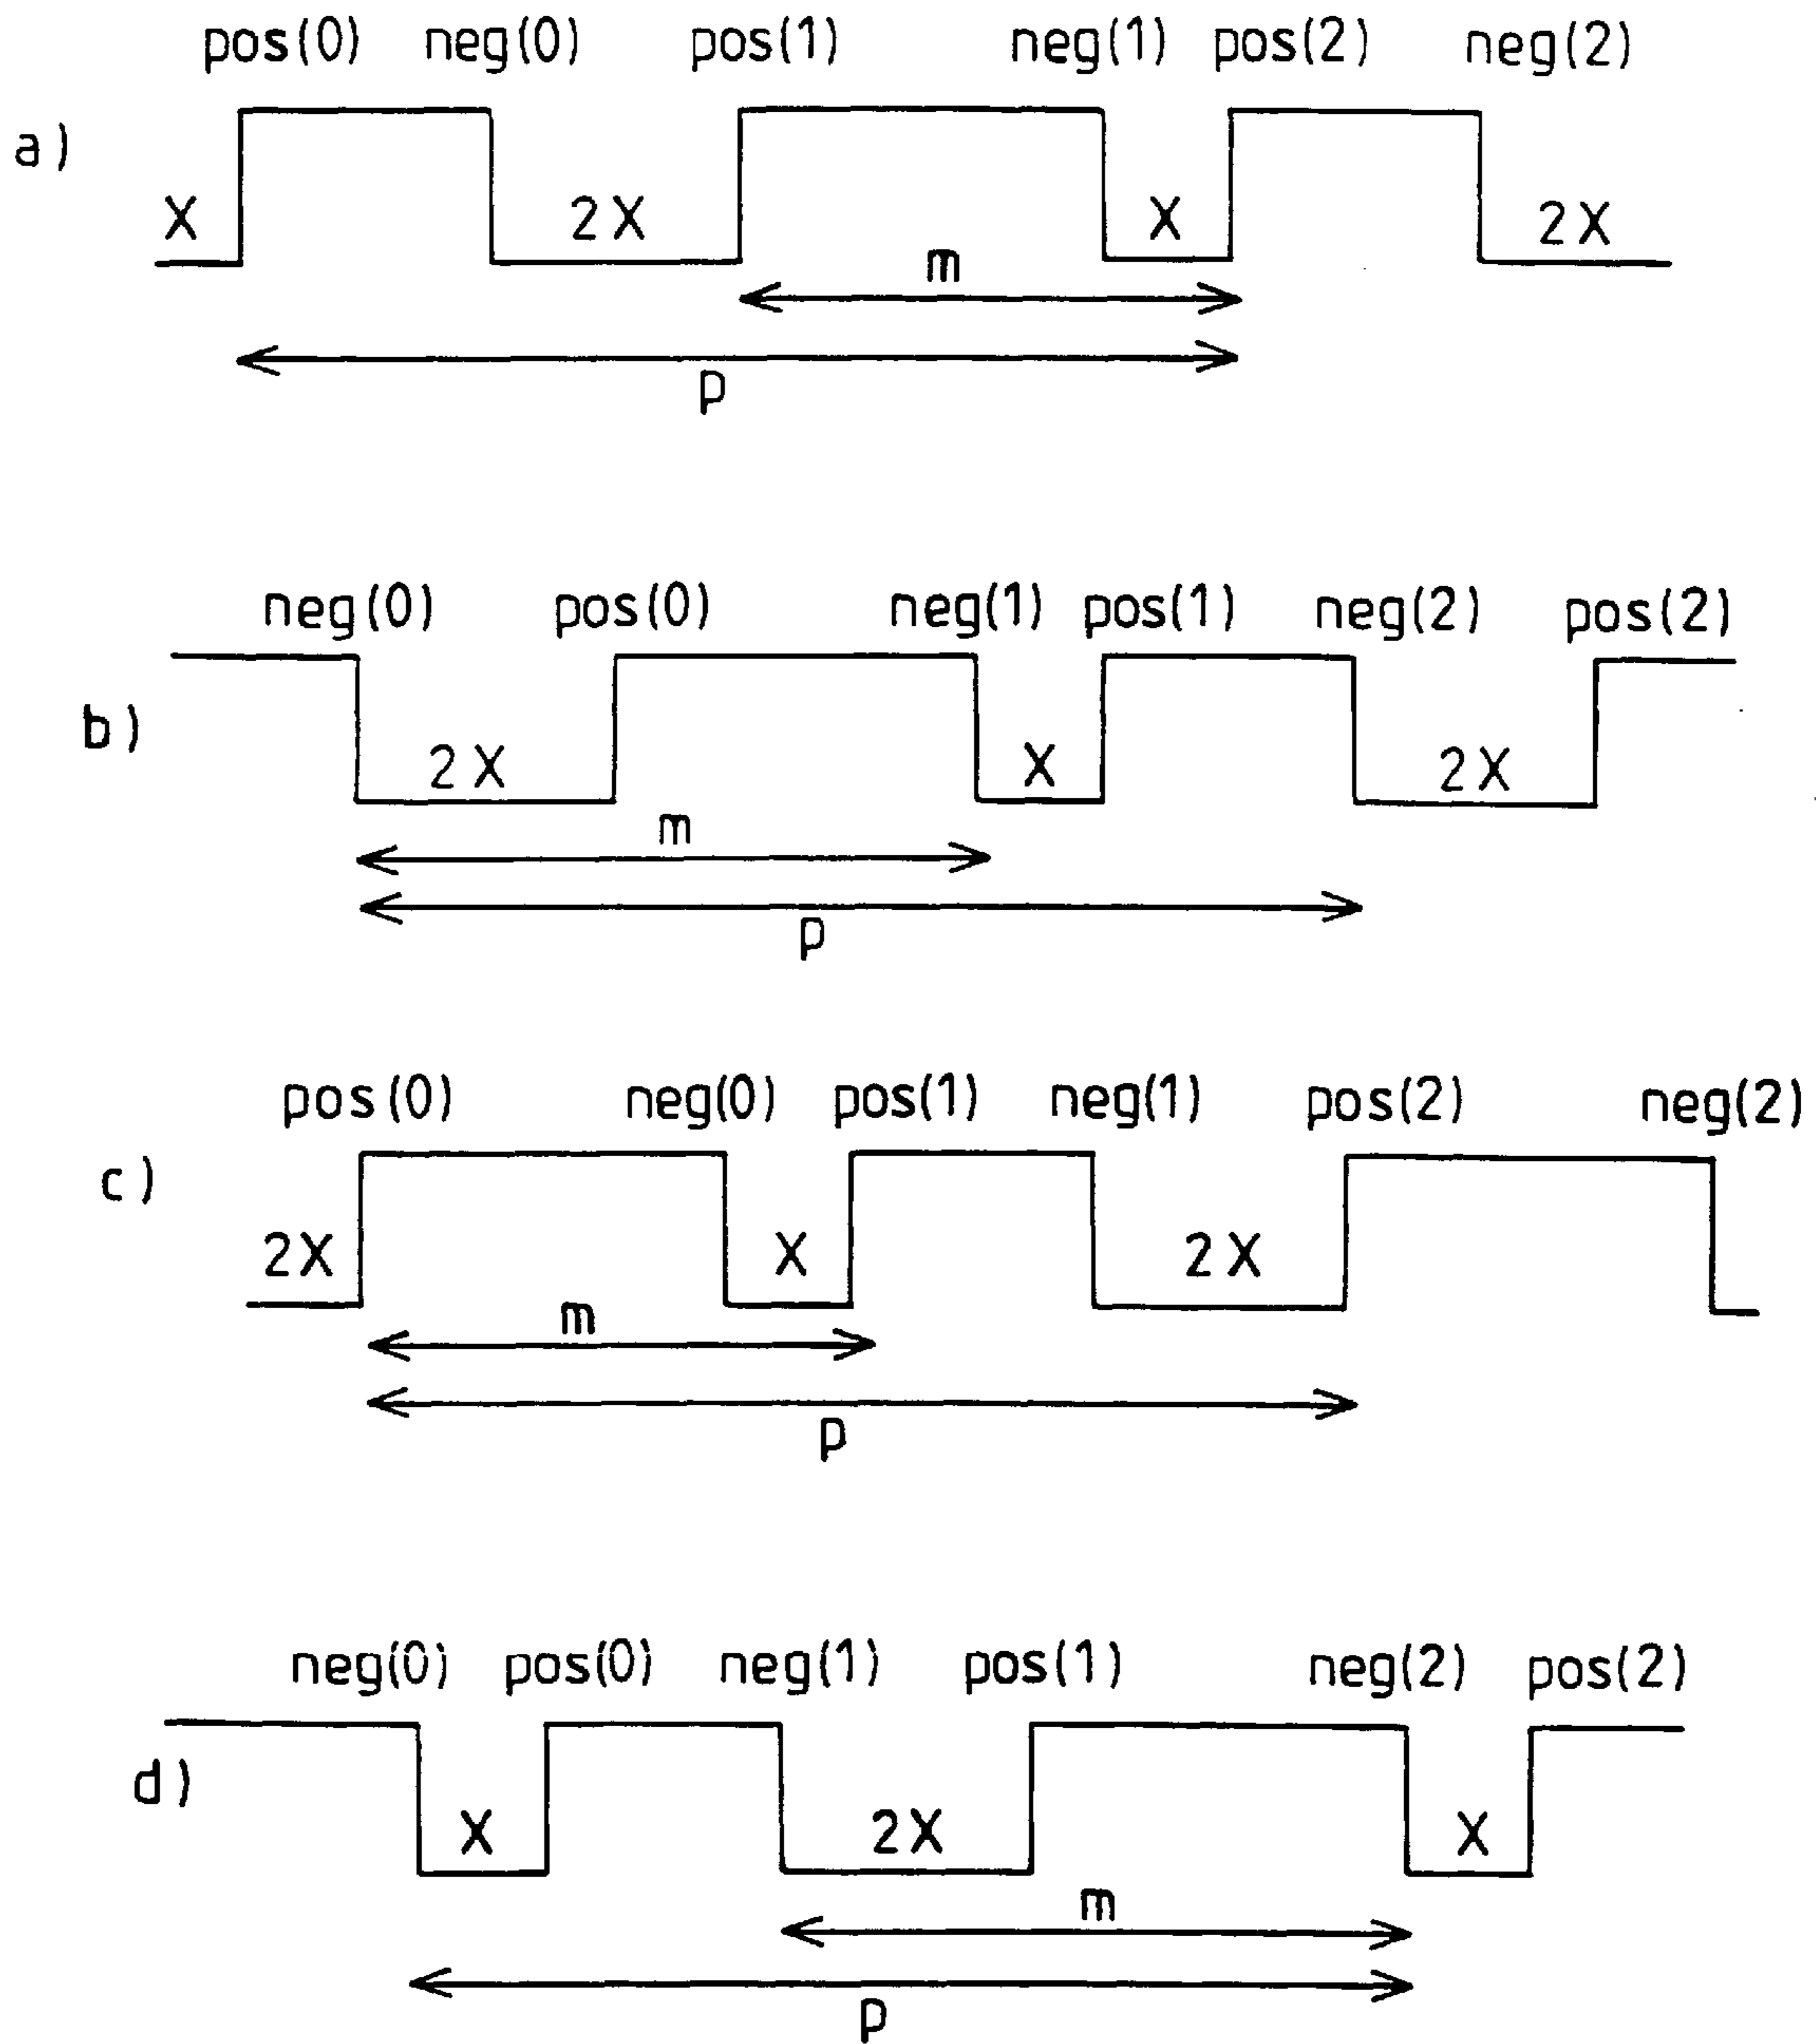 pos(0) neg(0) pos(1) neg(1) pos(2) neg(2)
a)
X 2X X 2X
m
p
neg(0) pos(0) neg(1) pos(1) neg(2) pos(2)
b)
2X X 2X
m
p
pos(0) neg(0) pos(1) neg(1) pos(2) neg(2)
c)
2X X 2X
m
p
neg(0) pos(0) neg(1) pos(1) neg(2) pos(2)
d)
X 2X X
m
p